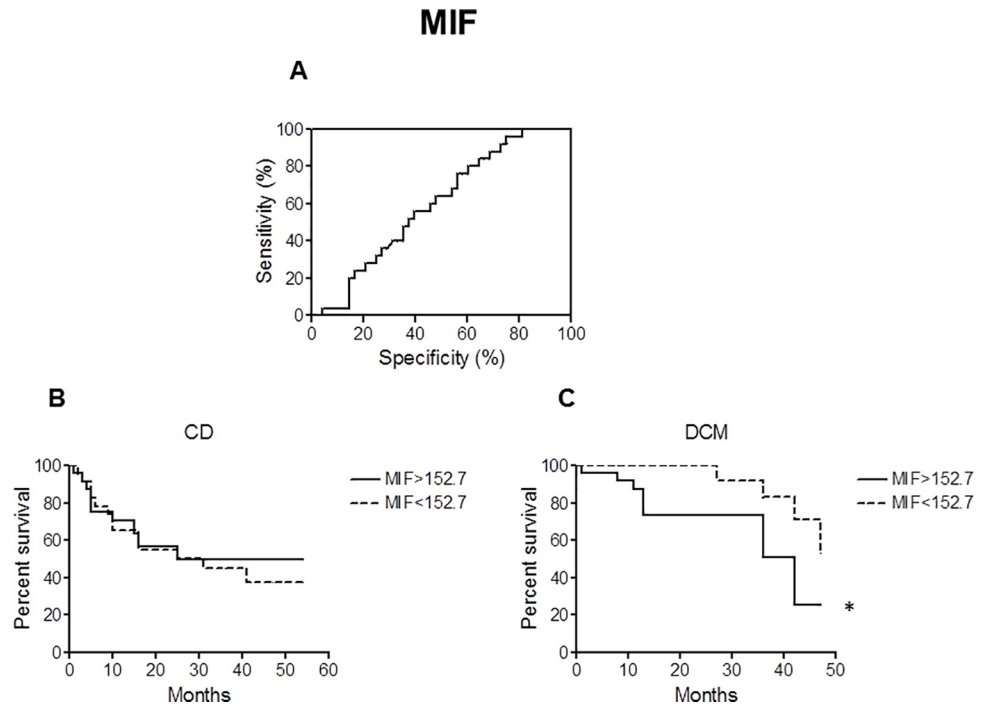 MIF
A
100
80
60
40
20
0
Sensitivity (%)
0 20 40 60 80 100
Specificity (%)
B
CD
100
80
60
40
20
0
Percent survival
0 10 20 30 40 50 60
Months
MIF>152.7
MIF<152.7
C
DCM
100
80
60
40
20
0
Percent survival
0 10 20 30 40 50
Months
MIF>152.7
MIF<152.7
*